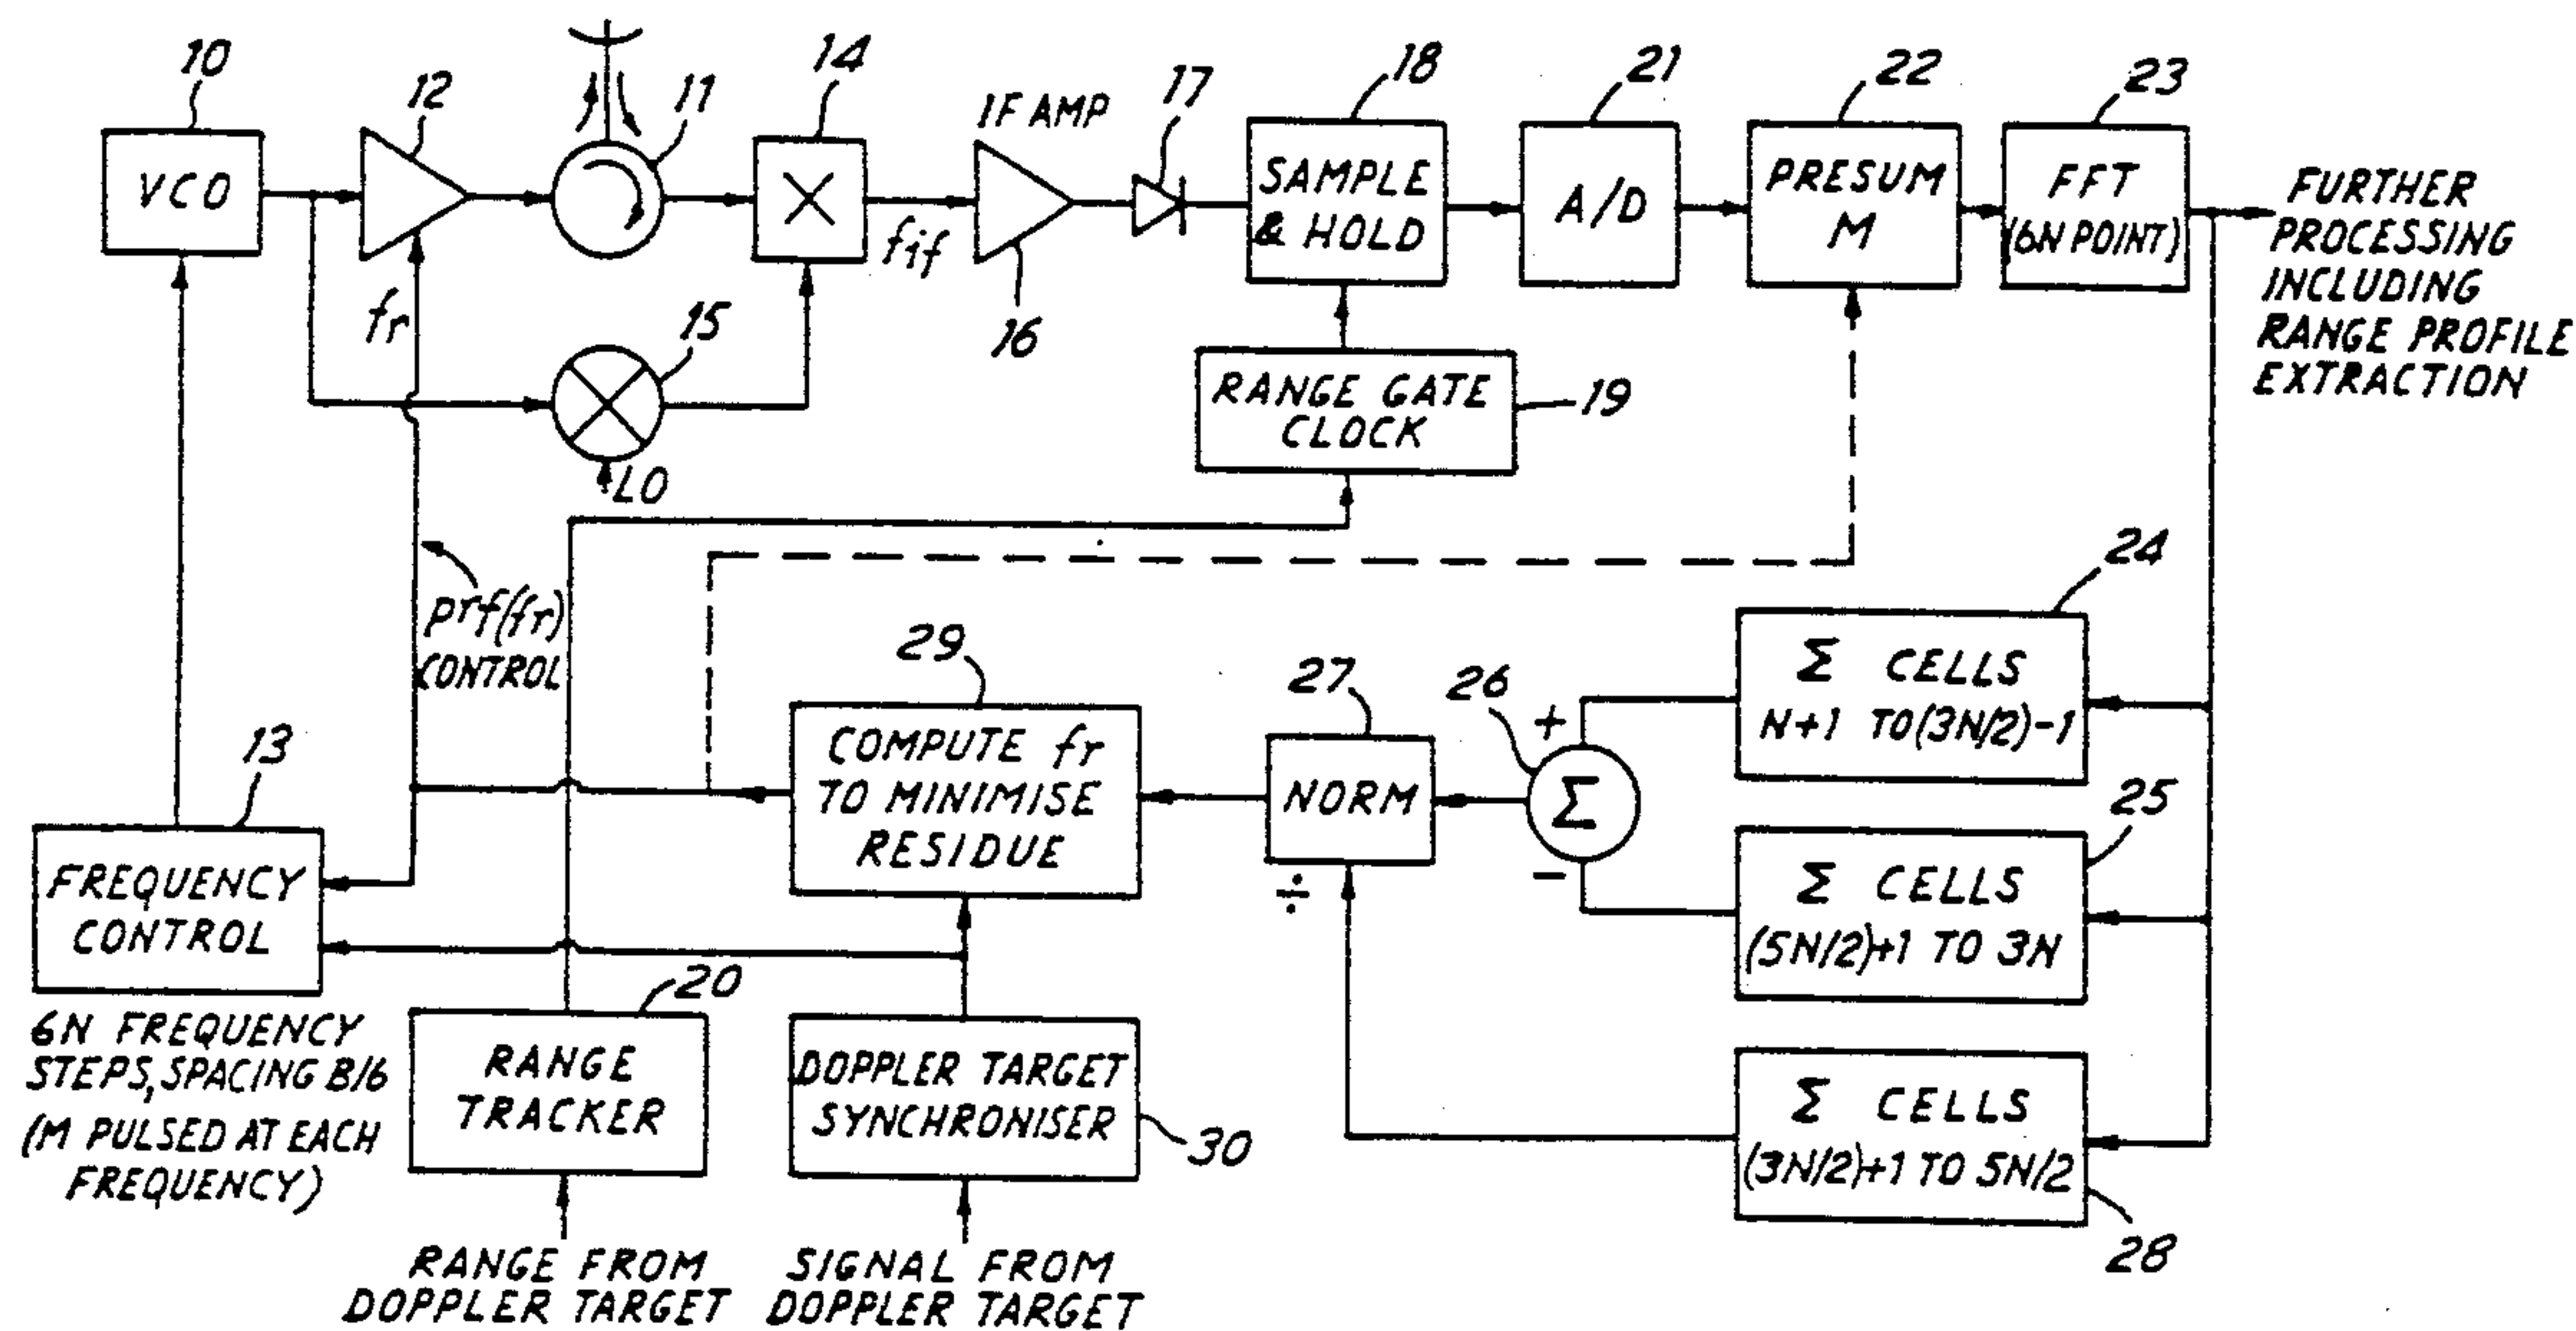 10
12
11
14
IF AMP
17
18
21
22
23
VCO
SAMPLE
& HOLD
A/D
PRESUM
M
FFT
(6N POINT)
FURTHER
PROCESSING
INCLUDING
RANGE PROFILE
EXTRACTION
fr
fif
15
16
LO
RANGE GATE
CLOCK
19
prf(fr)
CONTROL
24
Σ CELLS
N+1 TO(3N/2)-1
29
COMPUTE fr
TO MINIMISE
RESIDUE
27
NORM
÷
26
+
Σ
−
25
Σ CELLS
(5N/2)+1 TO 3N
13
FREQUENCY
CONTROL
6N FREQUENCY
STEPS, SPACING B/6
(M PULSED AT EACH
FREQUENCY)
20
RANGE
TRACKER
DOPPLER TARGET
SYNCHRONISER
30
Σ CELLS
(3N/2)+1 TO 5N/2
28
RANGE FROM
DOPPLER TARGET
SIGNAL FROM
DOPPLER TARGET